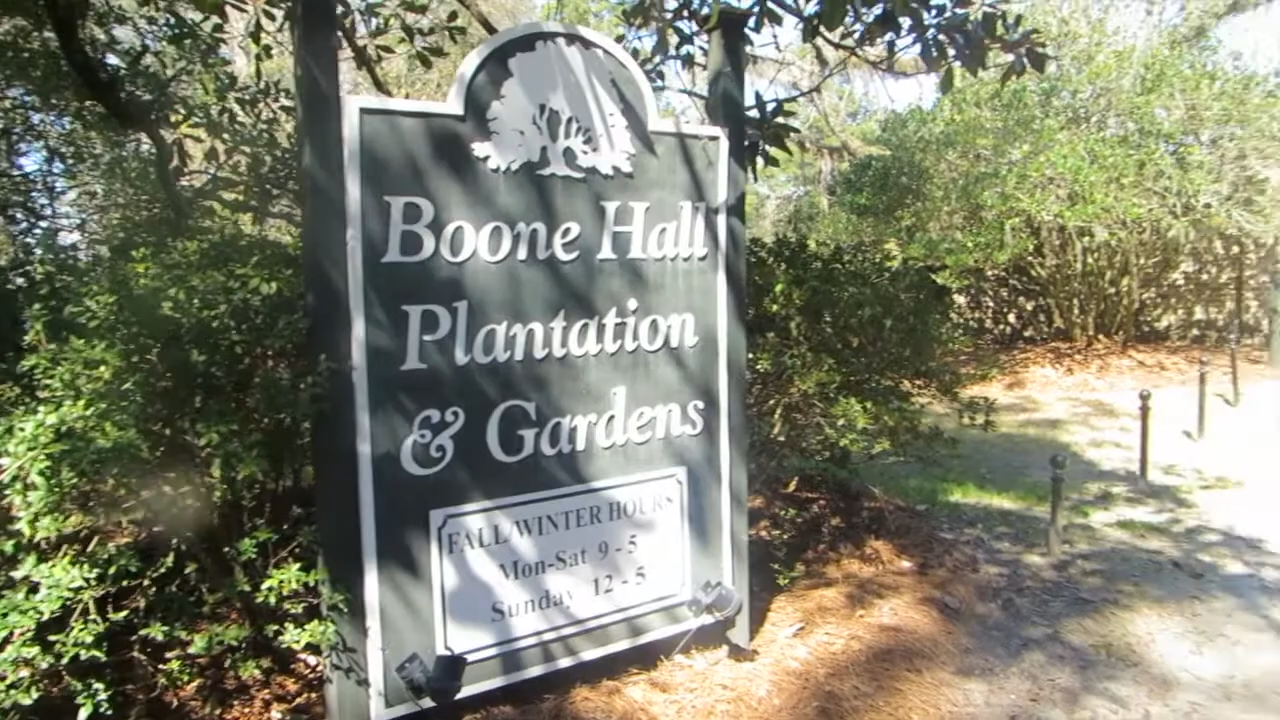 Boone Hall
Plantation
& Gardens
FALL/WINTER HOURS
Mon-Sat 9 - 5
Sunday 12 - 5